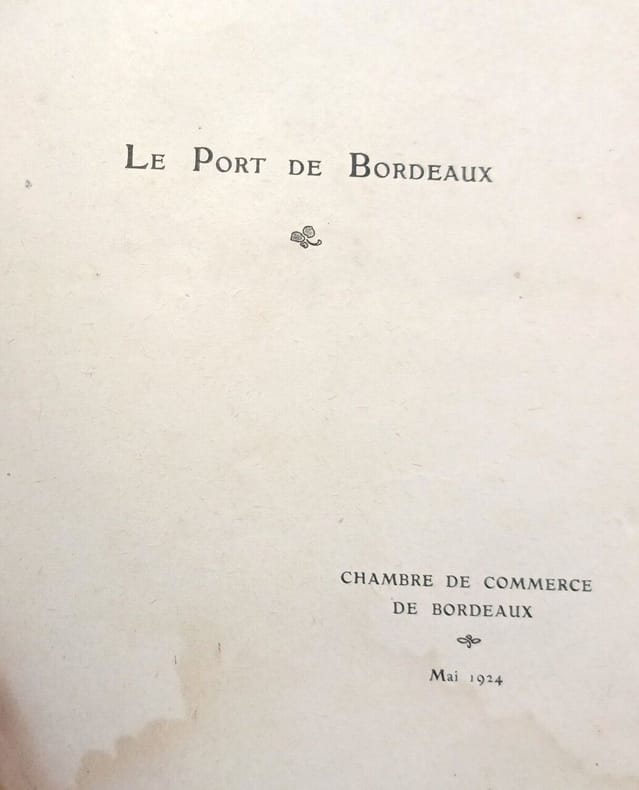 Le Port de Bordeaux
CHAMBRE DE COMMERCE
DE BORDEAUX
Mai 1924